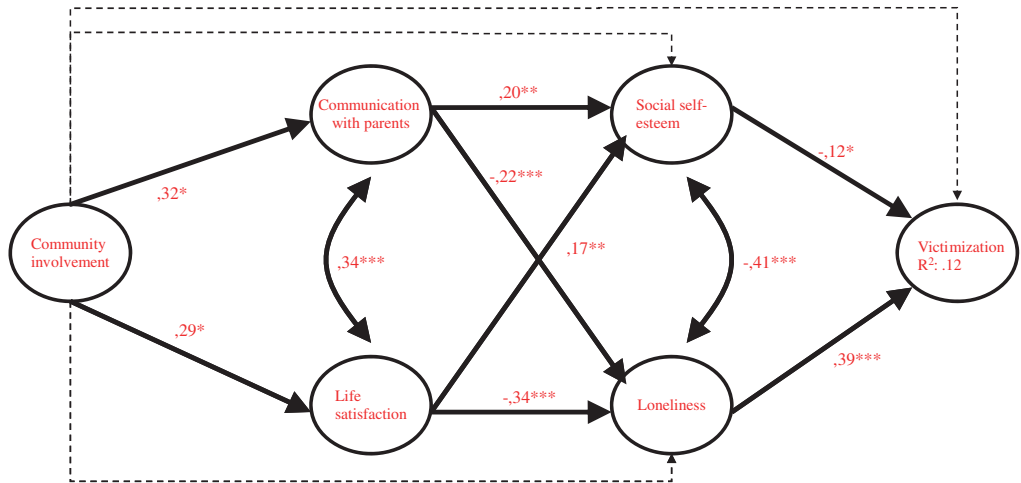 ,20**
Communication
with parents
Social self-
esteem
-,12*
-,22***
,32*
Community
involvement
,34***
,17**
-,41***
Victimization
R²: .12
,29*
,39***
Life
satisfaction
-,34***
Loneliness